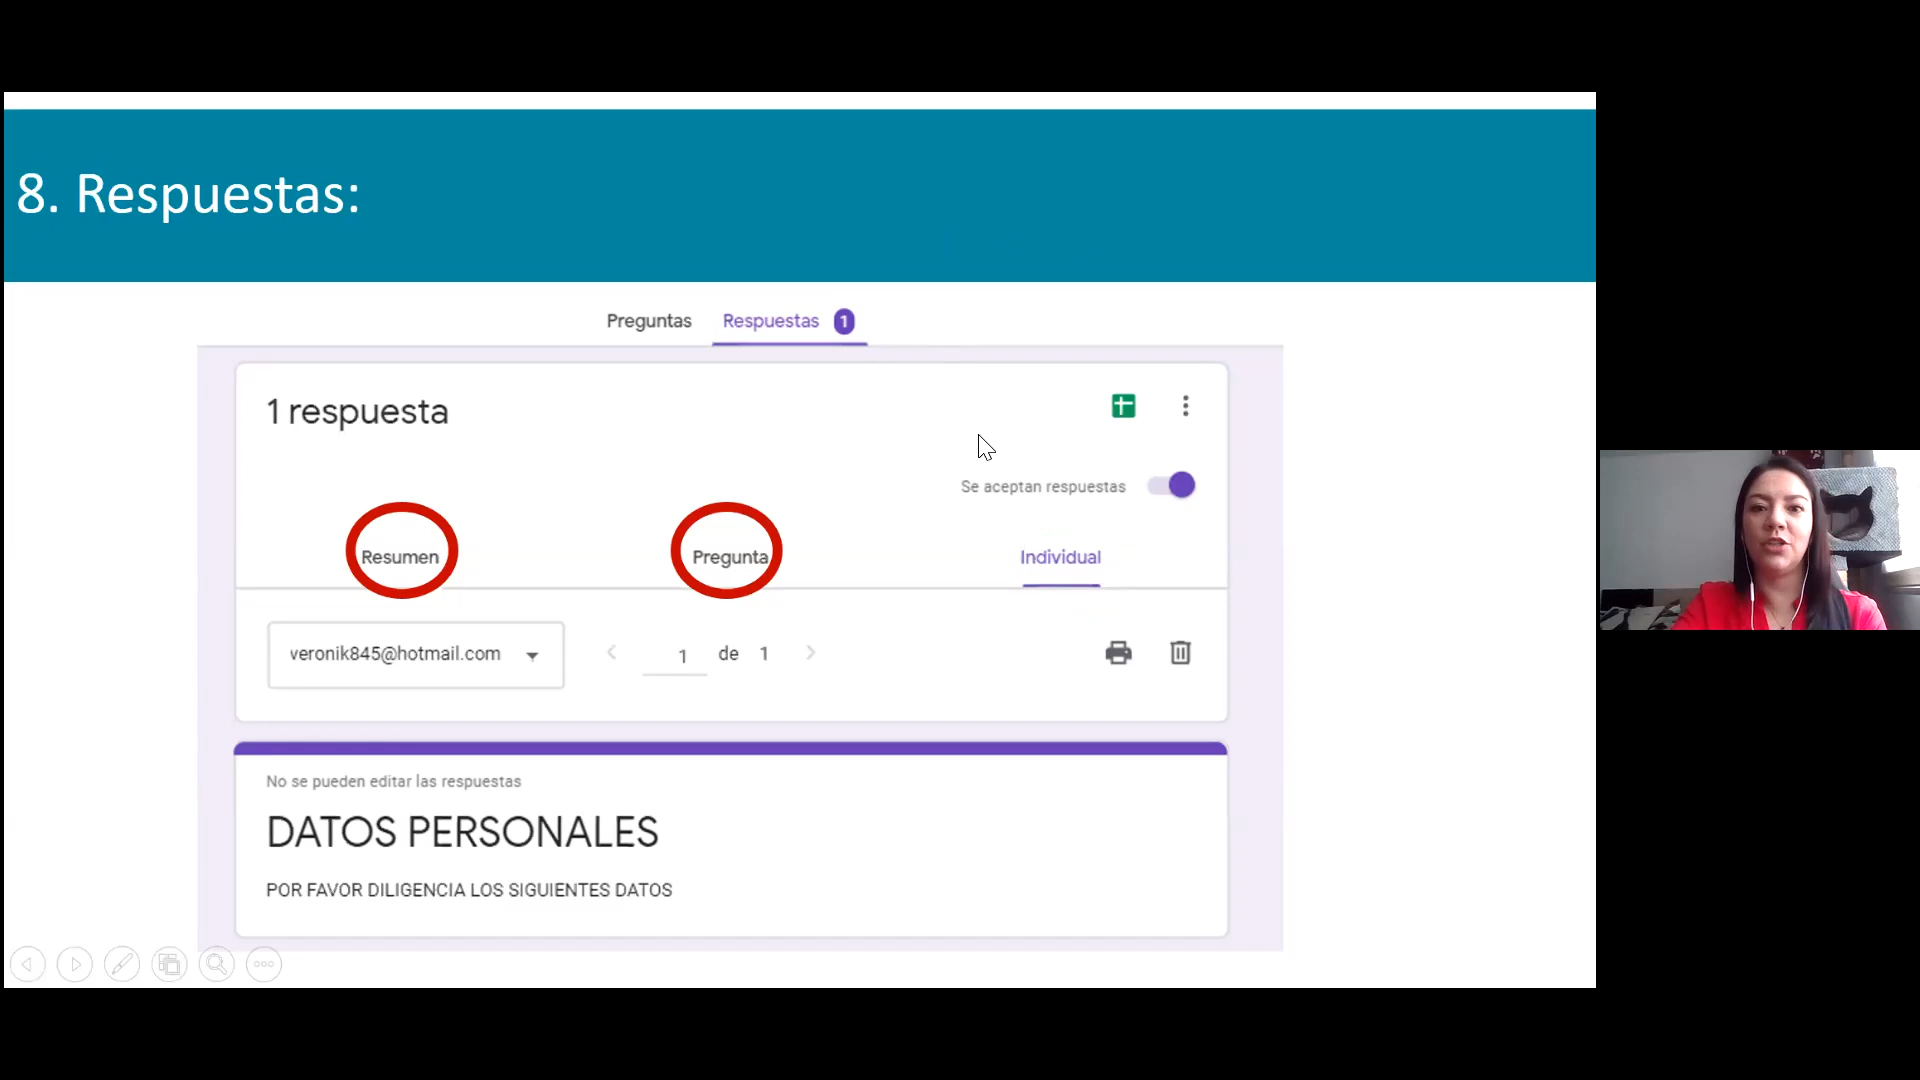 8. Respuestas:
Preguntas Respuestas 1
1 respuesta
Se aceptan respuestas
Resumen Pregunta Individual
veronik845@hotmail.com 1 de 1
No se pueden editar las respuestas
DATOS PERSONALES
POR FAVOR DILIGENCIA LOS SIGUIENTES DATOS